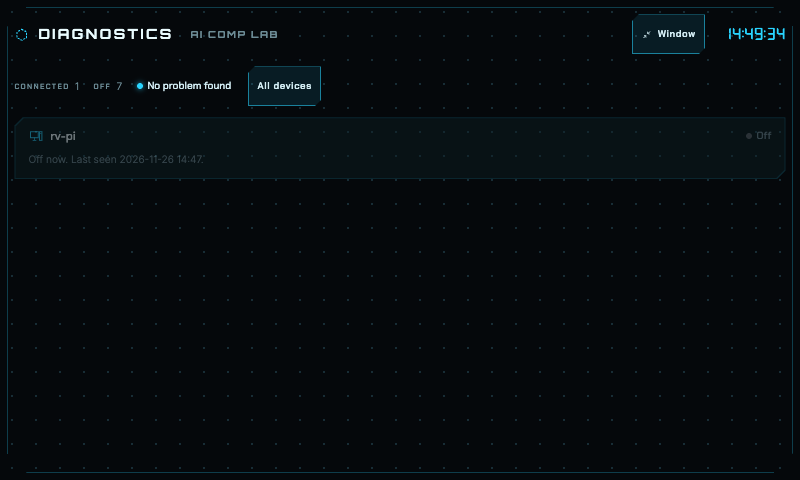 DIAGNOSTICS AI COMP LAB Window 14:49:34
CONNECTED 1 OFF 7 No problem found All devices
rv-pi Off
Off now. Last seen 2026-11-26 14:47.